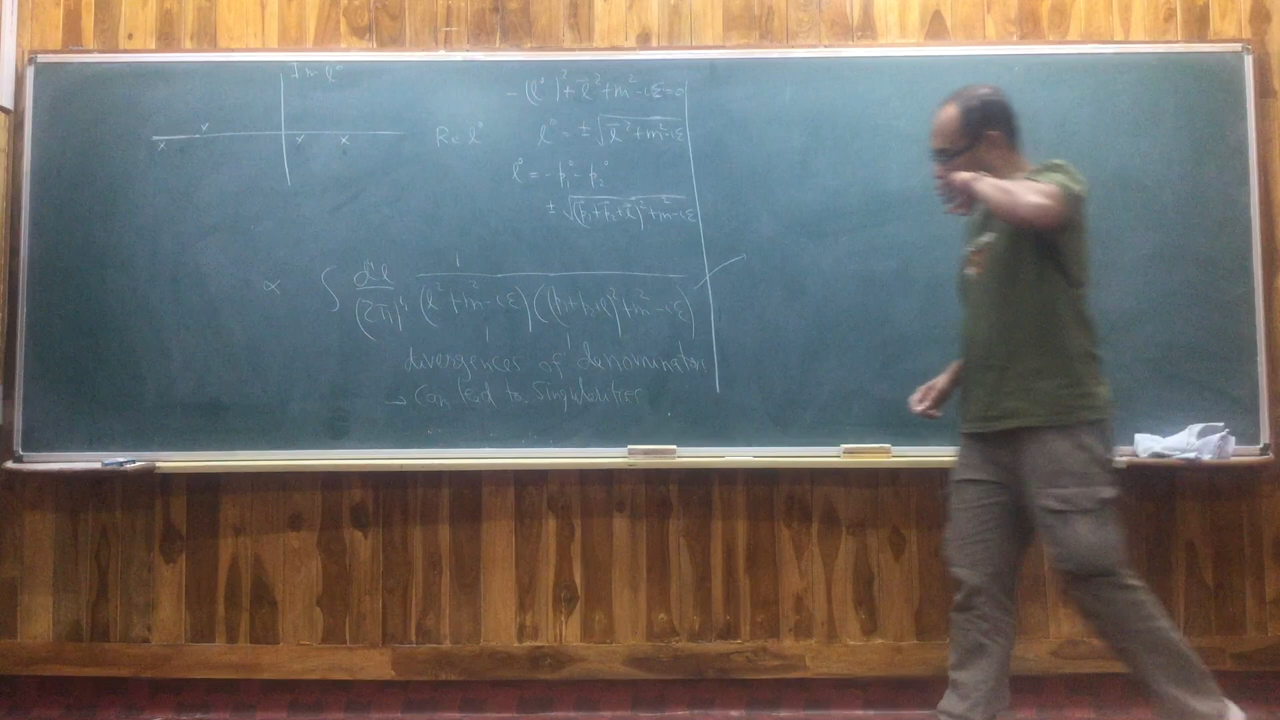 Im l⁰
Re l⁰
x x x x
-(l⁰)² + l⃗² + m² - iε = 0
l⁰ = ± √(l⃗² + m² - iε)
l⁰ = -p₁⁰ - p₂⁰
± √((p⃗₁ + p⃗₂ + l⃗)² + m² - iε)
∝ ∫ d⁴l/(2π)⁴ 1/((l² + m² - iε)((p₁ + p₂ + l)² + m² - iε))
divergences of denominator
→ Can lead to singularities